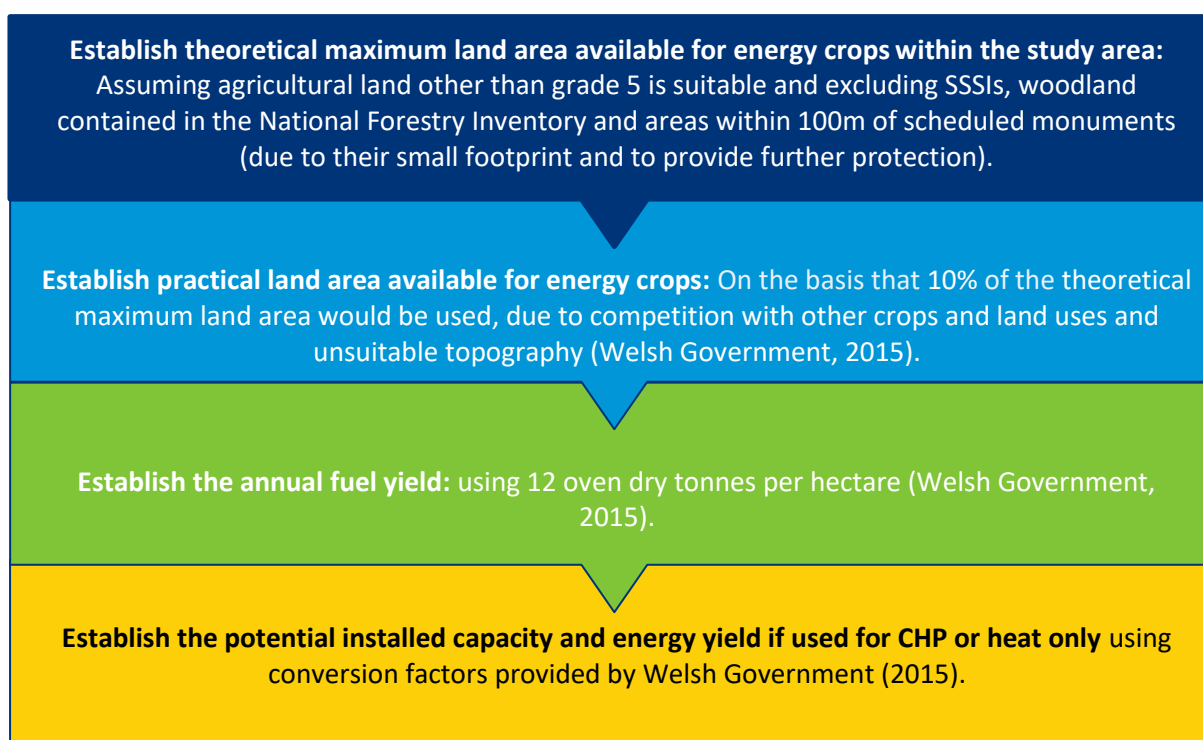 Establish theoretical maximum land area available for energy crops within the study area:
Assuming agricultural land other than grade 5 is suitable and excluding SSSIs, woodland
contained in the National Forestry Inventory and areas within 100m of scheduled monuments
(due to their small footprint and to provide further protection).
Establish practical land area available for energy crops: On the basis that 10% of the theoretical
maximum land area would be used, due to competition with other crops and land uses and
unsuitable topography (Welsh Government, 2015).
Establish the annual fuel yield: using 12 oven dry tonnes per hectare (Welsh Government,
2015).
Establish the potential installed capacity and energy yield if used for CHP or heat only using
conversion factors provided by Welsh Government (2015).